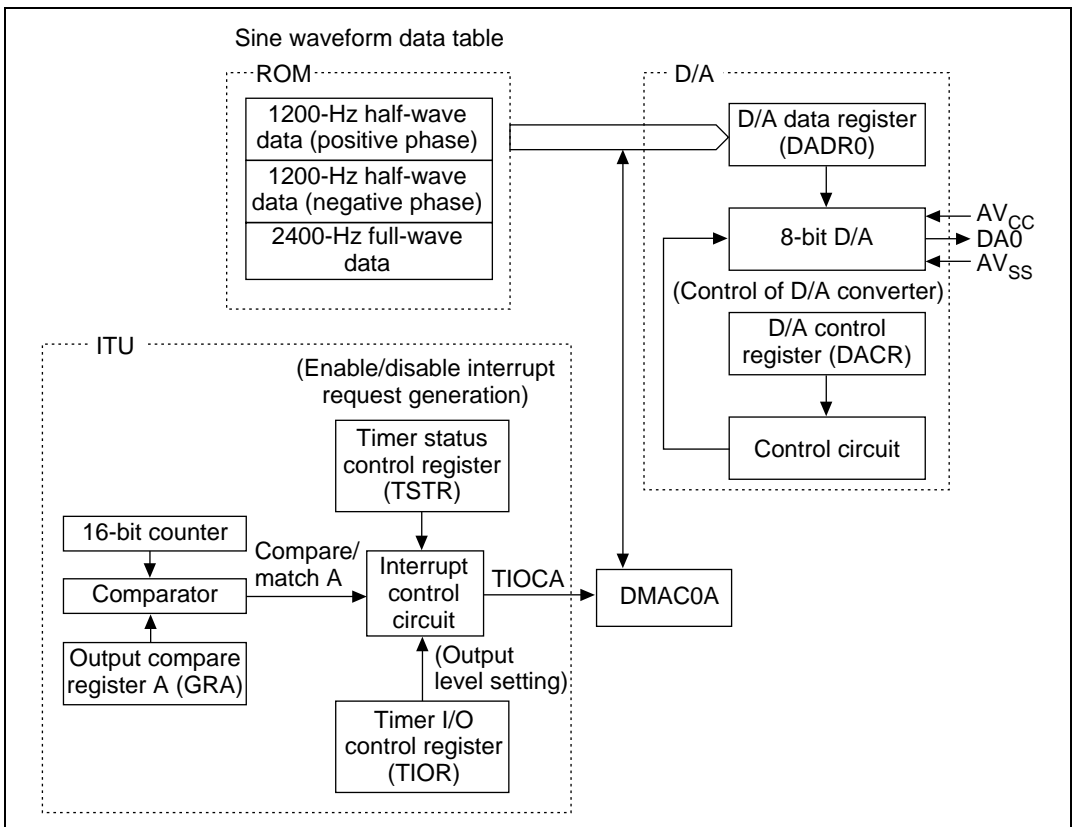 Sine waveform data table
ROM
1200-Hz half-wave
data (positive phase)
1200-Hz half-wave
data (negative phase)
2400-Hz full-wave
data
D/A
D/A data register
(DADR0)
8-bit D/A
AVCC
DA0
AVSS
(Control of D/A converter)
D/A control
register (DACR)
Control circuit
ITU
(Enable/disable interrupt
request generation)
Timer status
control register
(TSTR)
16-bit counter
Comparator
Output compare
register A (GRA)
Compare/
match A
Interrupt
control
circuit
TIOCA
DMAC0A
(Output
level setting)
Timer I/O
control register
(TIOR)